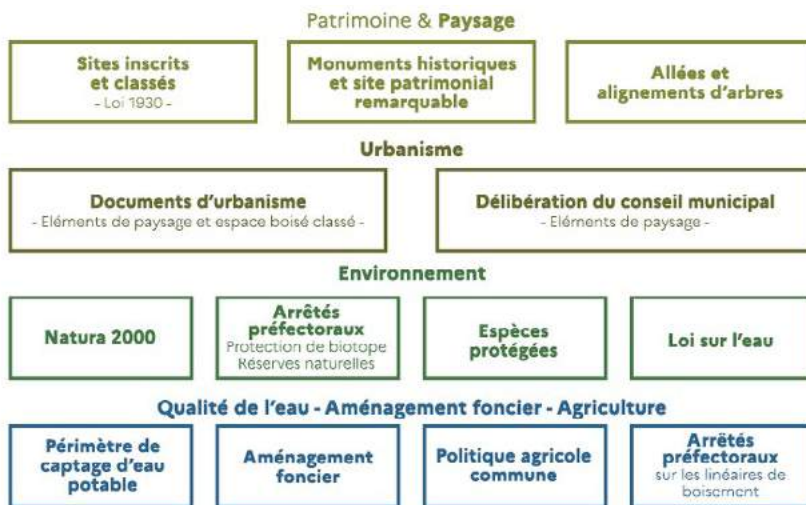 Patrimoine & Paysage
Sites inscrits
et classés
- Loi 1930 -
Monuments historiques
et site patrimonial
remarquable
Allées et
alignements d'arbres
Urbanisme
Documents d'urbanisme
- Eléments de paysage et espace boisé classé -
Délibération du conseil municipal
- Eléments de paysage -
Environnement
Natura 2000
Arrêtés
préfectoraux
Protection de biotope
Réserves naturelles
Espèces
protégées
Loi sur l'eau
Qualité de l'eau - Aménagement foncier - Agriculture
Périmètre de
captage d'eau
potable
Aménagement
foncier
Politique agricole
commune
Arrêtés
préfectoraux
sur les linéaires de
boisement